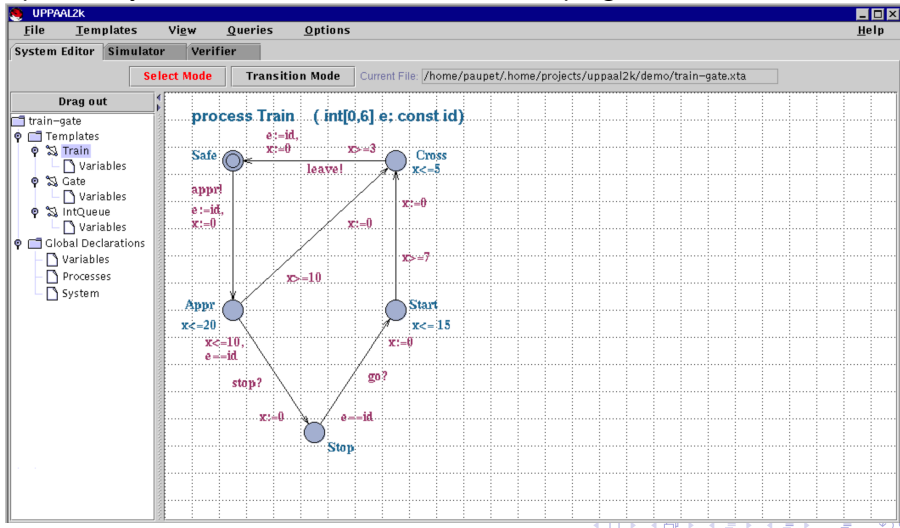 UPPAAL2k
File Templates View Queries Options Help
System Editor Simulator Verifier
Select Mode Transition Mode Current File: /home/paupet/.home/projects/uppaal2k/demo/train-gate.xta
Drag out
train-gate
Templates
Train
Variables
Gate
Variables
IntQueue
Variables
Global Declarations
Variables
Processes
System
process Train ( int[0,6] e; const id)
e:=id,
x:=0 x>=3
Safe Cross
leave! x<=5
appr!
e:=id,
x:=0
x:=0
x:=0
x>=7
x>=10
Appr Start
x<=20 x<=15
x<=10,
e==id
x:=0
stop? go?
x:=0 e==id
Stop